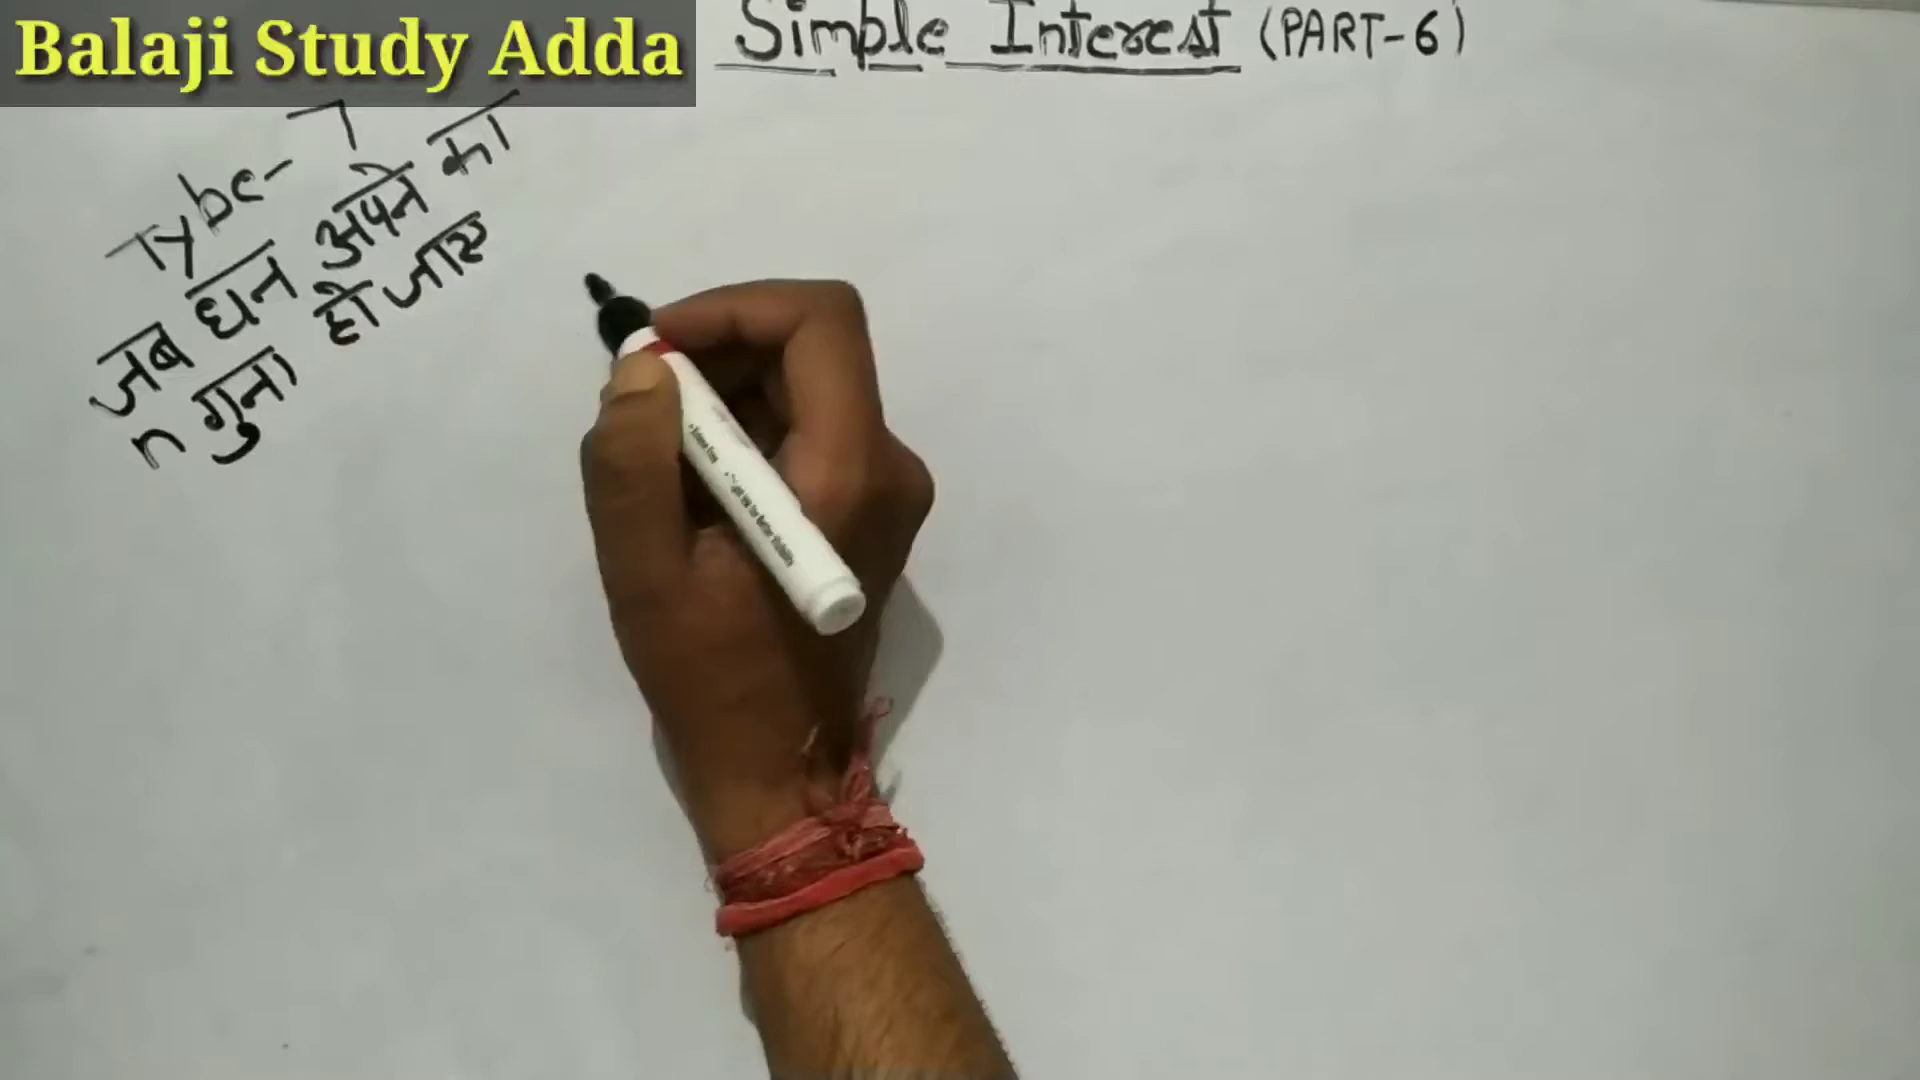 Balaji Study Adda
Simple Interest (PART-6)
Type-7
जब धन अपने का
n गुना हो जाए